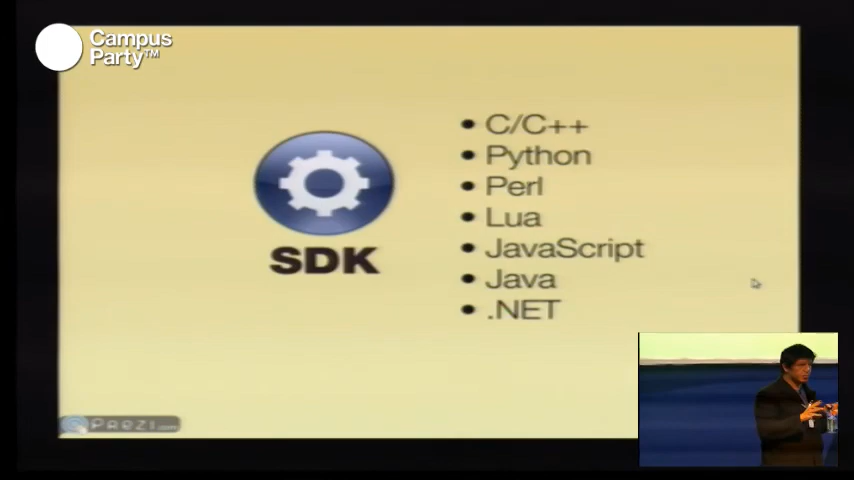 Campus
Party™
SDK
• C/C++
• Python
• Perl
• Lua
• JavaScript
• Java
• .NET
Prezi.com